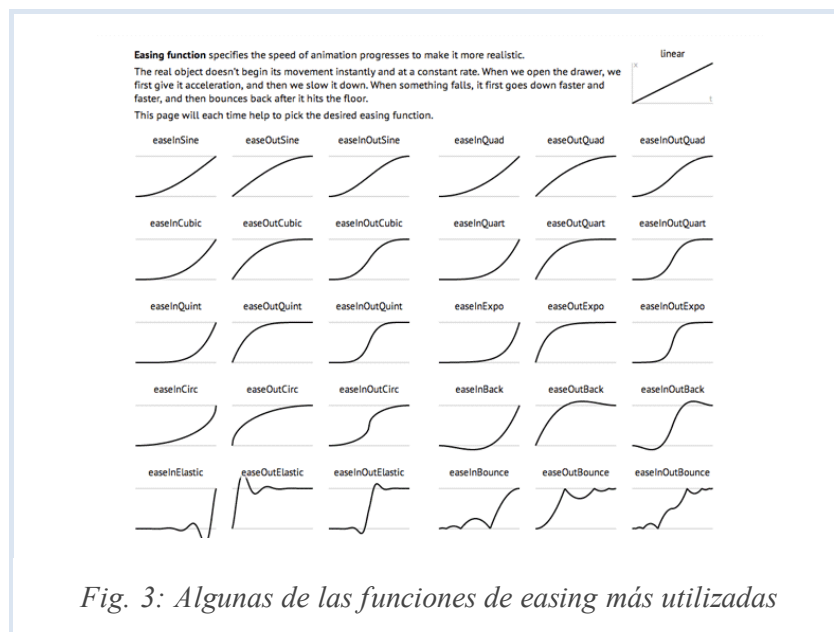 Easing function specifies the speed of animation progresses to make it more realistic.
The real object doesn't begin its movement instantly and at a constant rate. When we open the drawer, we
first give it acceleration, and then we slow it down. When something falls, it first goes down faster and
faster, and then bounces back after it hits the floor.
This page will each time help to pick the desired easing function.
linear
x
t
easeInSine easeOutSine easeInOutSine easeInQuad easeOutQuad easeInOutQuad
easeInCubic easeOutCubic easeInOutCubic easeInQuart easeOutQuart easeInOutQuart
easeInQuint easeOutQuint easeInOutQuint easeInExpo easeOutExpo easeInOutExpo
easeInCirc easeOutCirc easeInOutCirc easeInBack easeOutBack easeInOutBack
easeInElastic easeOutElastic easeInOutElastic easeInBounce easeOutBounce easeInOutBounce
Fig. 3: Algunas de las funciones de easing más utilizadas